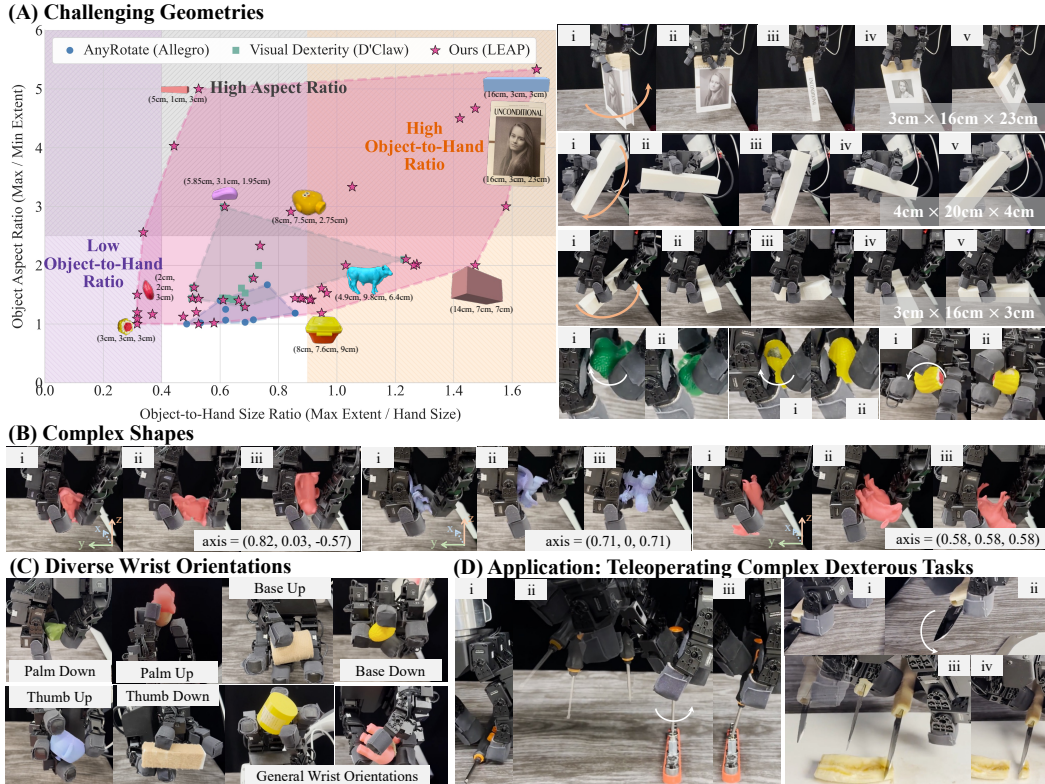 (A) Challenging Geometries
AnyRotate (Allegro)
Visual Dexterity (D'Claw)
Ours (LEAP)
6
5
4
3
2
1
0
Object Aspect Ratio (Max / Min Extent)
High Aspect Ratio
(5cm, 1cm, 3cm)
(16cm, 3cm, 3cm)
UNCONDITIONAL
High
Object-to-Hand
Ratio
(16cm, 3cm, 23cm)
(5.85cm, 3.1cm, 1.95cm)
(8cm, 7.5cm, 2.75cm)
Low
Object-to-Hand
Ratio
(2cm,
2cm,
3cm)
(3cm, 3cm, 3cm)
(4.9cm, 9.8cm, 6.4cm)
(14cm, 7cm, 7cm)
(8cm, 7.6cm, 9cm)
0.2 0.4 0.6 0.8 1.0 1.2 1.4 1.6
Object-to-Hand Size Ratio (Max Extent / Hand Size)
i ii iii iv v
3cm × 16cm × 23cm
i ii iii iv v
4cm × 20cm × 4cm
i ii iii iv v
3cm × 16cm × 3cm
i ii i ii i ii
(B) Complex Shapes
i ii iii i ii iii i ii iii
x y z
axis = (0.82, 0.03, -0.57)
x y z
axis = (0.71, 0, 0.71)
x y z
axis = (0.58, 0.58, 0.58)
(C) Diverse Wrist Orientations
Palm Down
Palm Up
Base Up
Base Down
Thumb Up
Thumb Down
General Wrist Orientations
(D) Application: Teleoperating Complex Dexterous Tasks
i ii iii
i ii iii iv